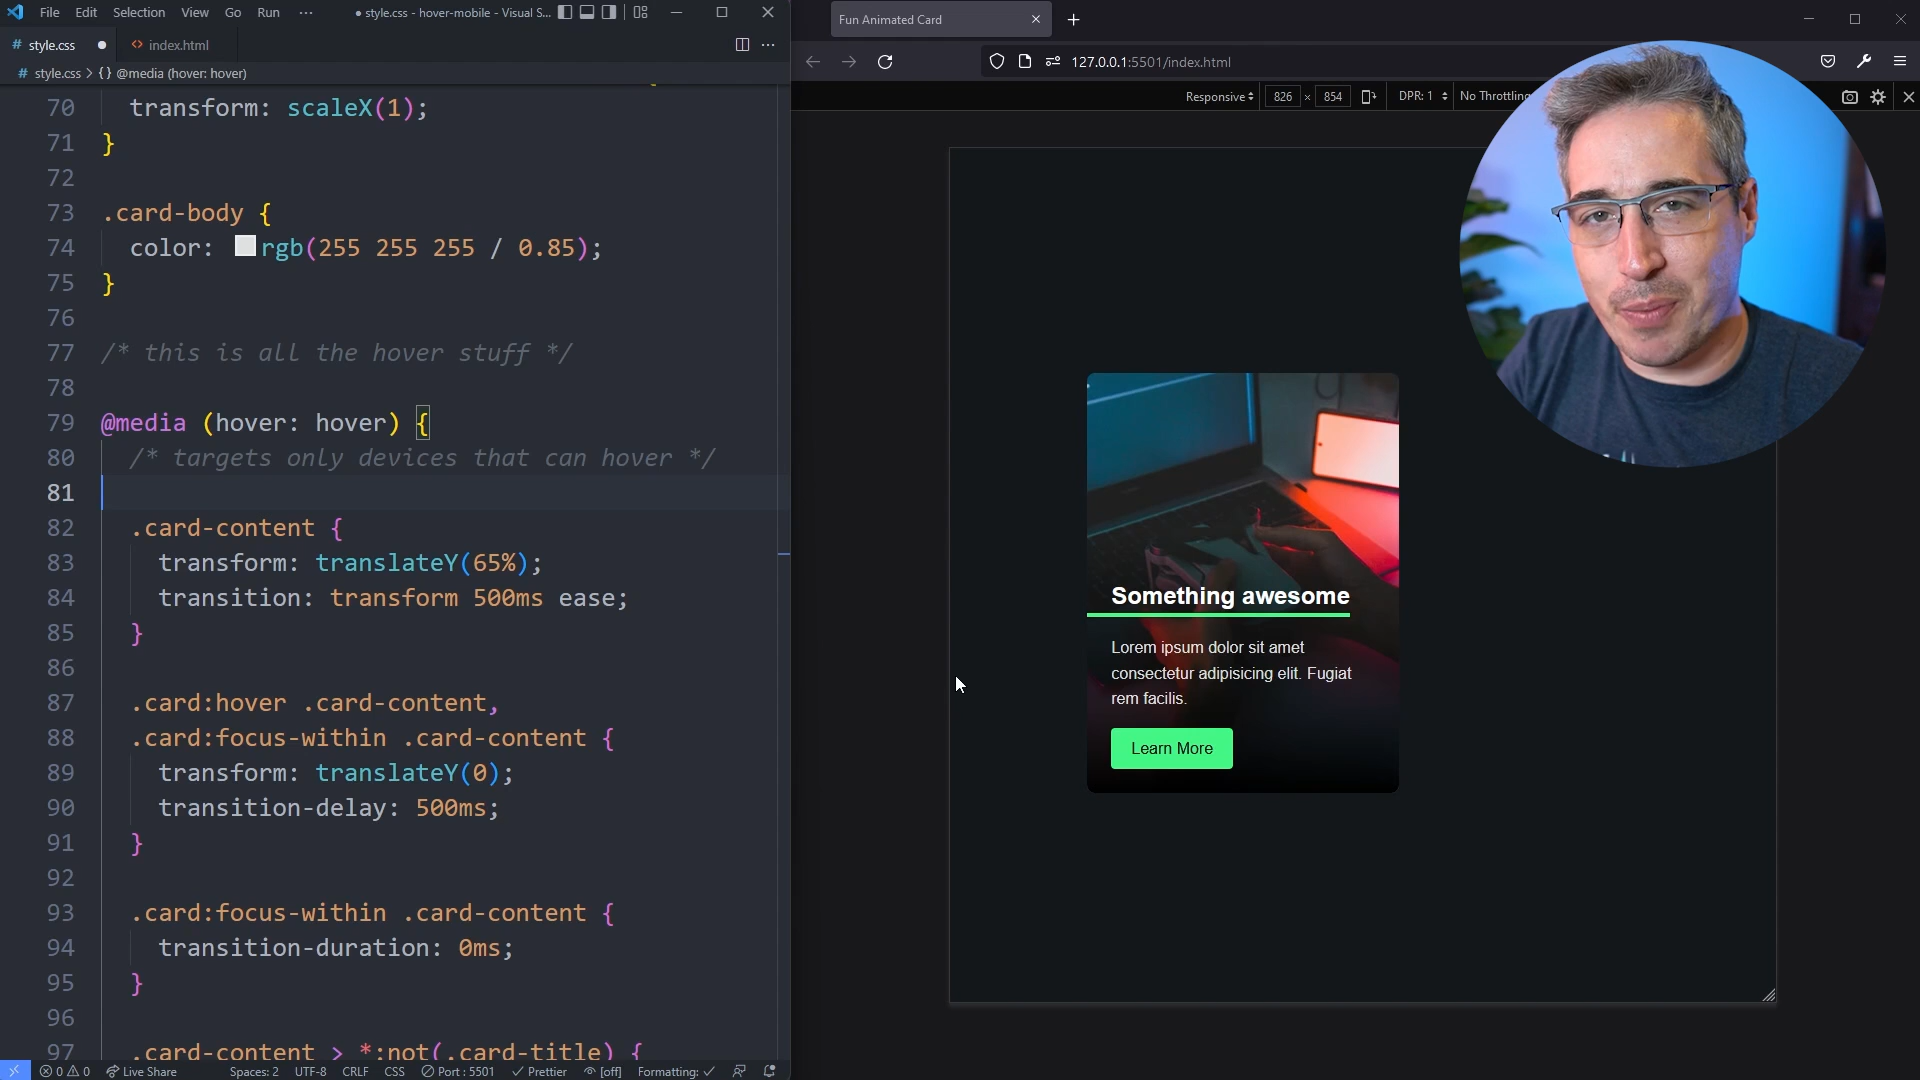 File Edit Selection View Go Run ··· ● style.css - hover-mobile - Visual S...
# style.css ● <> index.html ···
# style.css > {} @media (hover: hover)
70 transform: scaleX(1);
71 }
72
73 .card-body {
74 color: rgb(255 255 255 / 0.85);
75 }
76
77 /* this is all the hover stuff */
78
79 @media (hover: hover) {
80 /* targets only devices that can hover */
81
82 .card-content {
83 transform: translateY(65%);
84 transition: transform 500ms ease;
85 }
86
87 .card:hover .card-content,
88 .card:focus-within .card-content {
89 transform: translateY(0);
90 transition-delay: 500ms;
91 }
92
93 .card:focus-within .card-content {
94 transition-duration: 0ms;
95 }
96
97 .card-content > *:not(.card-title) {
0 0 Live Share Spaces: 2 UTF-8 CRLF CSS Port : 5501 Prettier [off] Formatting:
Fun Animated Card
127.0.0.1:5501/index.html
Responsive 826 × 854 DPR: 1 No Throttling
Something awesome
Lorem ipsum dolor sit amet
consectetur adipisicing elit. Fugiat
rem facilis.
Learn More